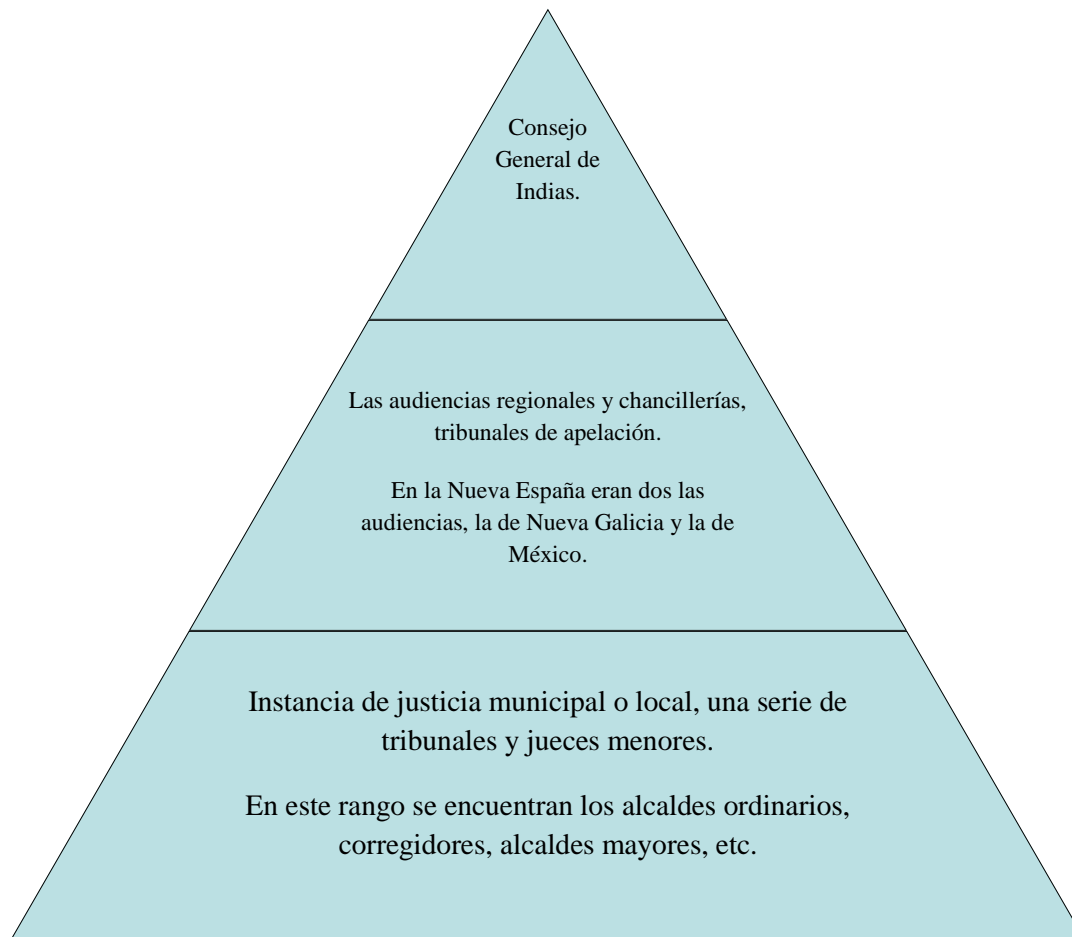 Consejo
General de
Indias.
Las audiencias regionales y chancillerías,
tribunales de apelación.
En la Nueva España eran dos las
audiencias, la de Nueva Galicia y la de
México.
Instancia de justicia municipal o local, una serie de
tribunales y jueces menores.
En este rango se encuentran los alcaldes ordinarios,
corregidores, alcaldes mayores, etc.